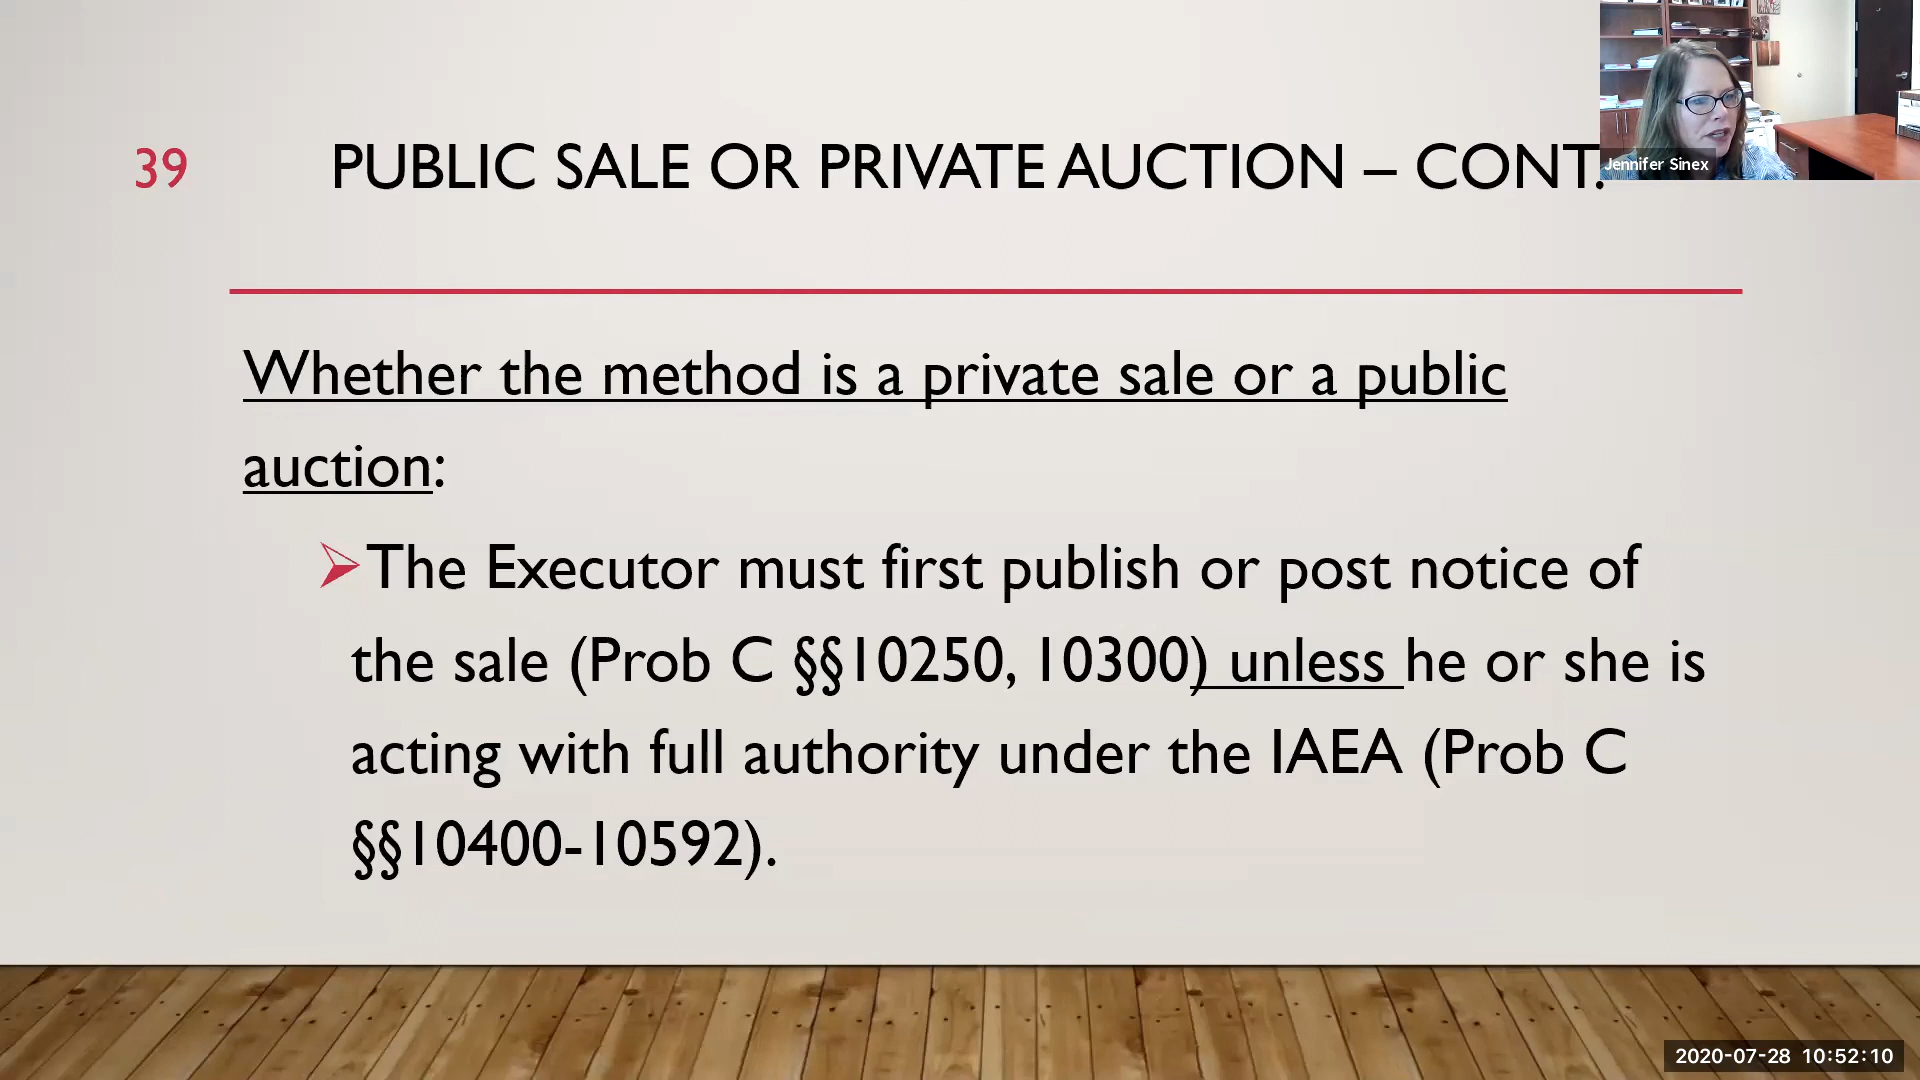 39
PUBLIC SALE OR PRIVATE AUCTION – CONT.
Jennifer Sinex
Whether the method is a private sale or a public
auction:
The Executor must first publish or post notice of
the sale (Prob C §§10250, 10300) unless he or she is
acting with full authority under the IAEA (Prob C
§§10400-10592).
2020-07-28 10:52:10